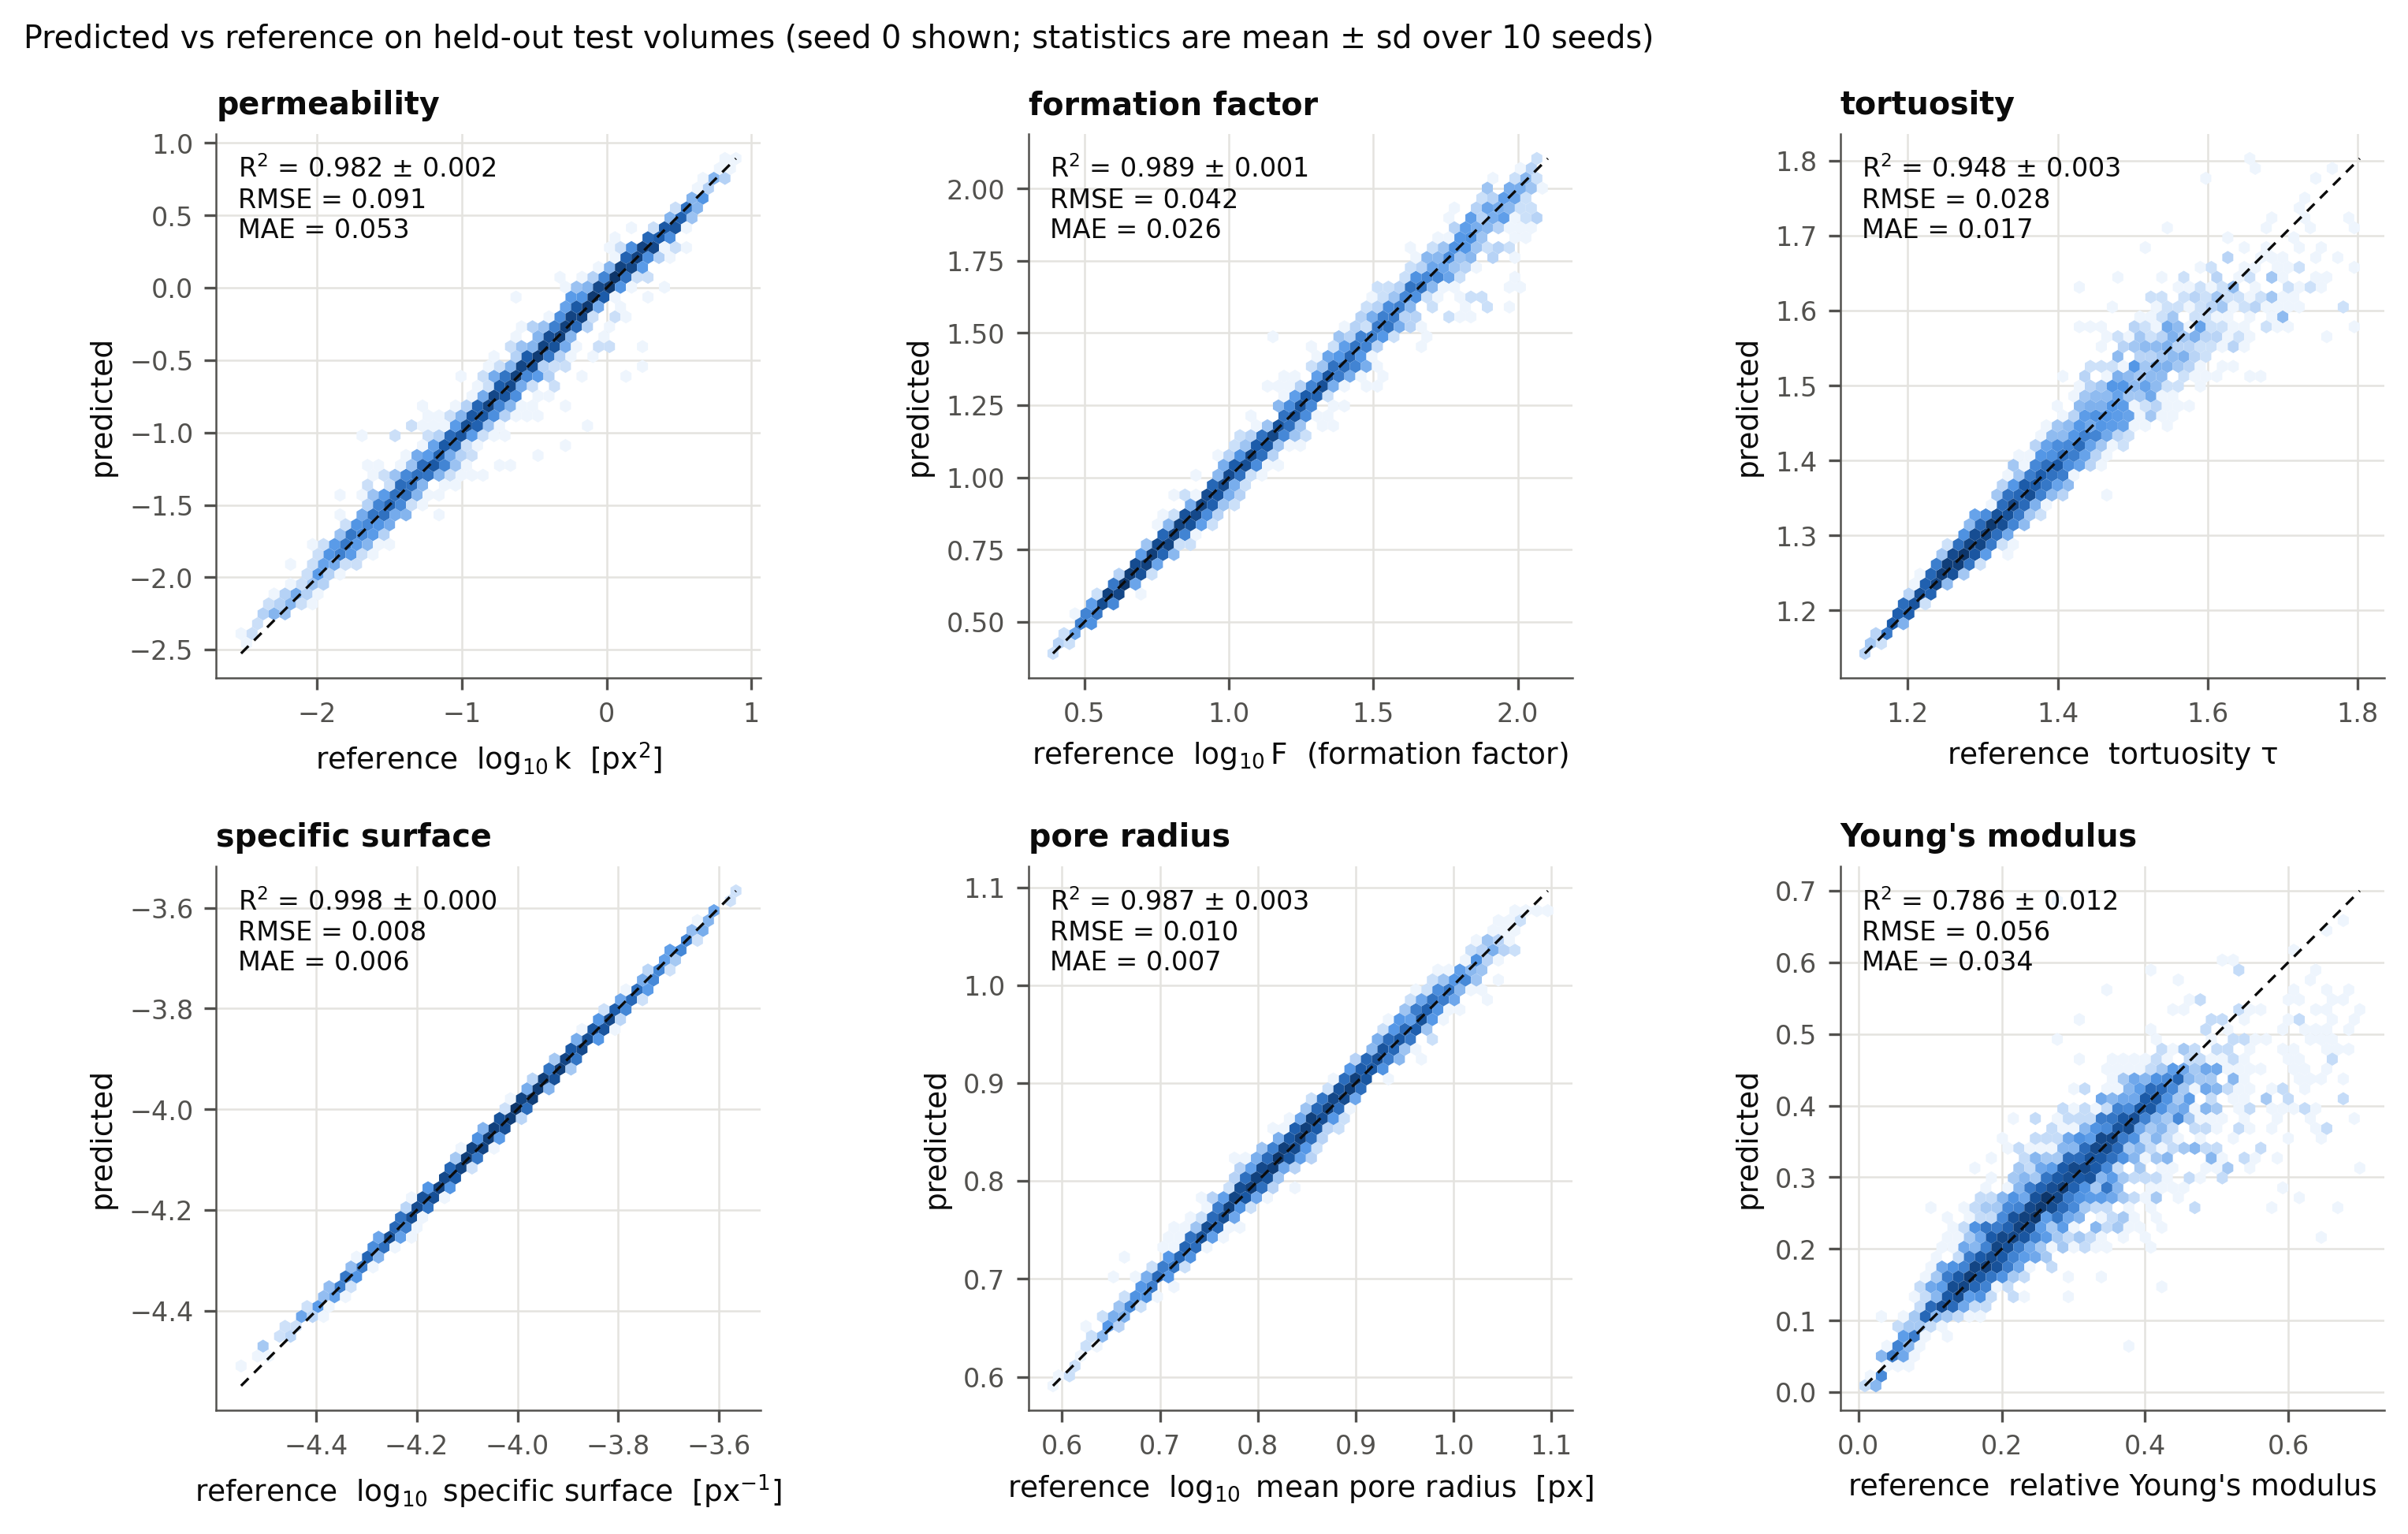 Predicted vs reference on held-out test volumes (seed 0 shown; statistics are mean ± sd over 10 seeds)
permeability
R² = 0.982 ± 0.002
RMSE = 0.091
MAE = 0.053
1.0
0.5
0.0
−0.5
−1.0
−1.5
−2.0
−2.5
predicted
−2 −1 0 1
reference log₁₀ k [px²]
formation factor
R² = 0.989 ± 0.001
RMSE = 0.042
MAE = 0.026
2.00
1.75
1.50
1.25
1.00
0.75
0.50
predicted
0.5 1.0 1.5 2.0
reference log₁₀ F (formation factor)
tortuosity
R² = 0.948 ± 0.003
RMSE = 0.028
MAE = 0.017
1.8
1.7
1.6
1.5
1.4
1.3
1.2
predicted
1.2 1.4 1.6 1.8
reference tortuosity τ
specific surface
R² = 0.998 ± 0.000
RMSE = 0.008
MAE = 0.006
−3.6
−3.8
−4.0
−4.2
−4.4
predicted
−4.4 −4.2 −4.0 −3.8 −3.6
reference log₁₀ specific surface [px⁻¹]
pore radius
R² = 0.987 ± 0.003
RMSE = 0.010
MAE = 0.007
1.1
1.0
0.9
0.8
0.7
0.6
predicted
0.6 0.7 0.8 0.9 1.0 1.1
reference log₁₀ mean pore radius [px]
Young's modulus
R² = 0.786 ± 0.012
RMSE = 0.056
MAE = 0.034
0.7
0.6
0.5
0.4
0.3
0.2
0.1
0.0
predicted
0.0 0.2 0.4 0.6
reference relative Young's modulus